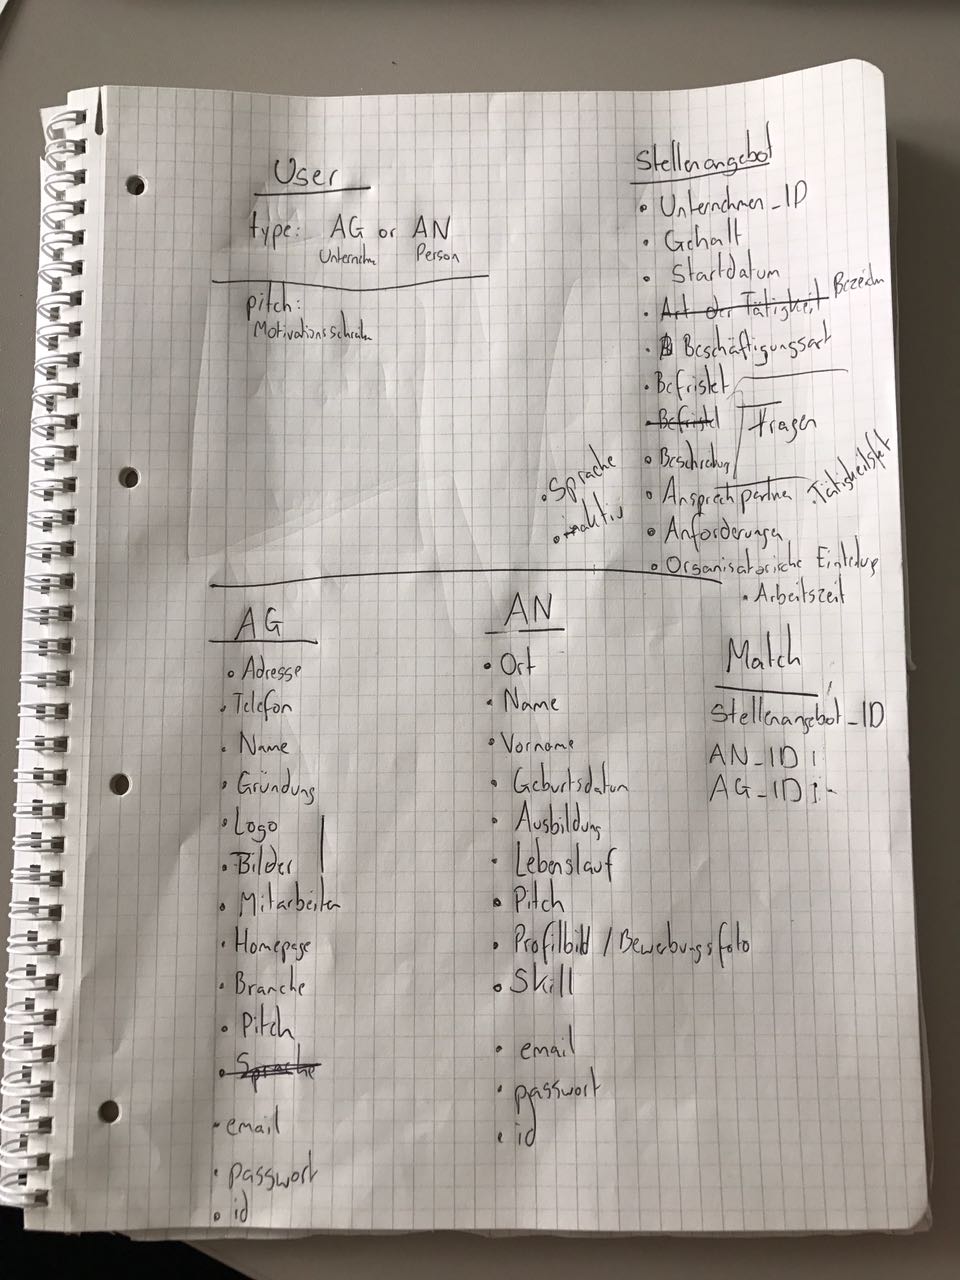 User
type: AG or AN
Unternehm Person
pitch:
Motivationsschreiben
Stellenangebot
• Unternehmen_ID
• Gehalt
• Startdatum
• Art der Tätigkeit Bezeichn
• Beschäftigungsart
• Befristet
• Befristet
Fragen
• Beschreibung
• Ansprechpartner
• Tätigkeitsfeld
• Anforderungen
• Organisatorische Einteilung
• Arbeitszeit
• Sprache
• inaktiv
AG
• Adresse
• Telefon
• Name
• Gründung
• Logo
• Bilder
• Mitarbeiter
• Homepage
• Branche
• Pitch
• Sprache
• email
• passwort
• id
AN
• Ort
• Name
• Vorname
• Geburtsdatum
• Ausbildung
• Lebenslauf
• Pitch
• Profilbild / Bewerbungsfoto
• Skill
• email
• passwort
• id
Match
Stellenangebot_ID
AN_ID
AG_ID